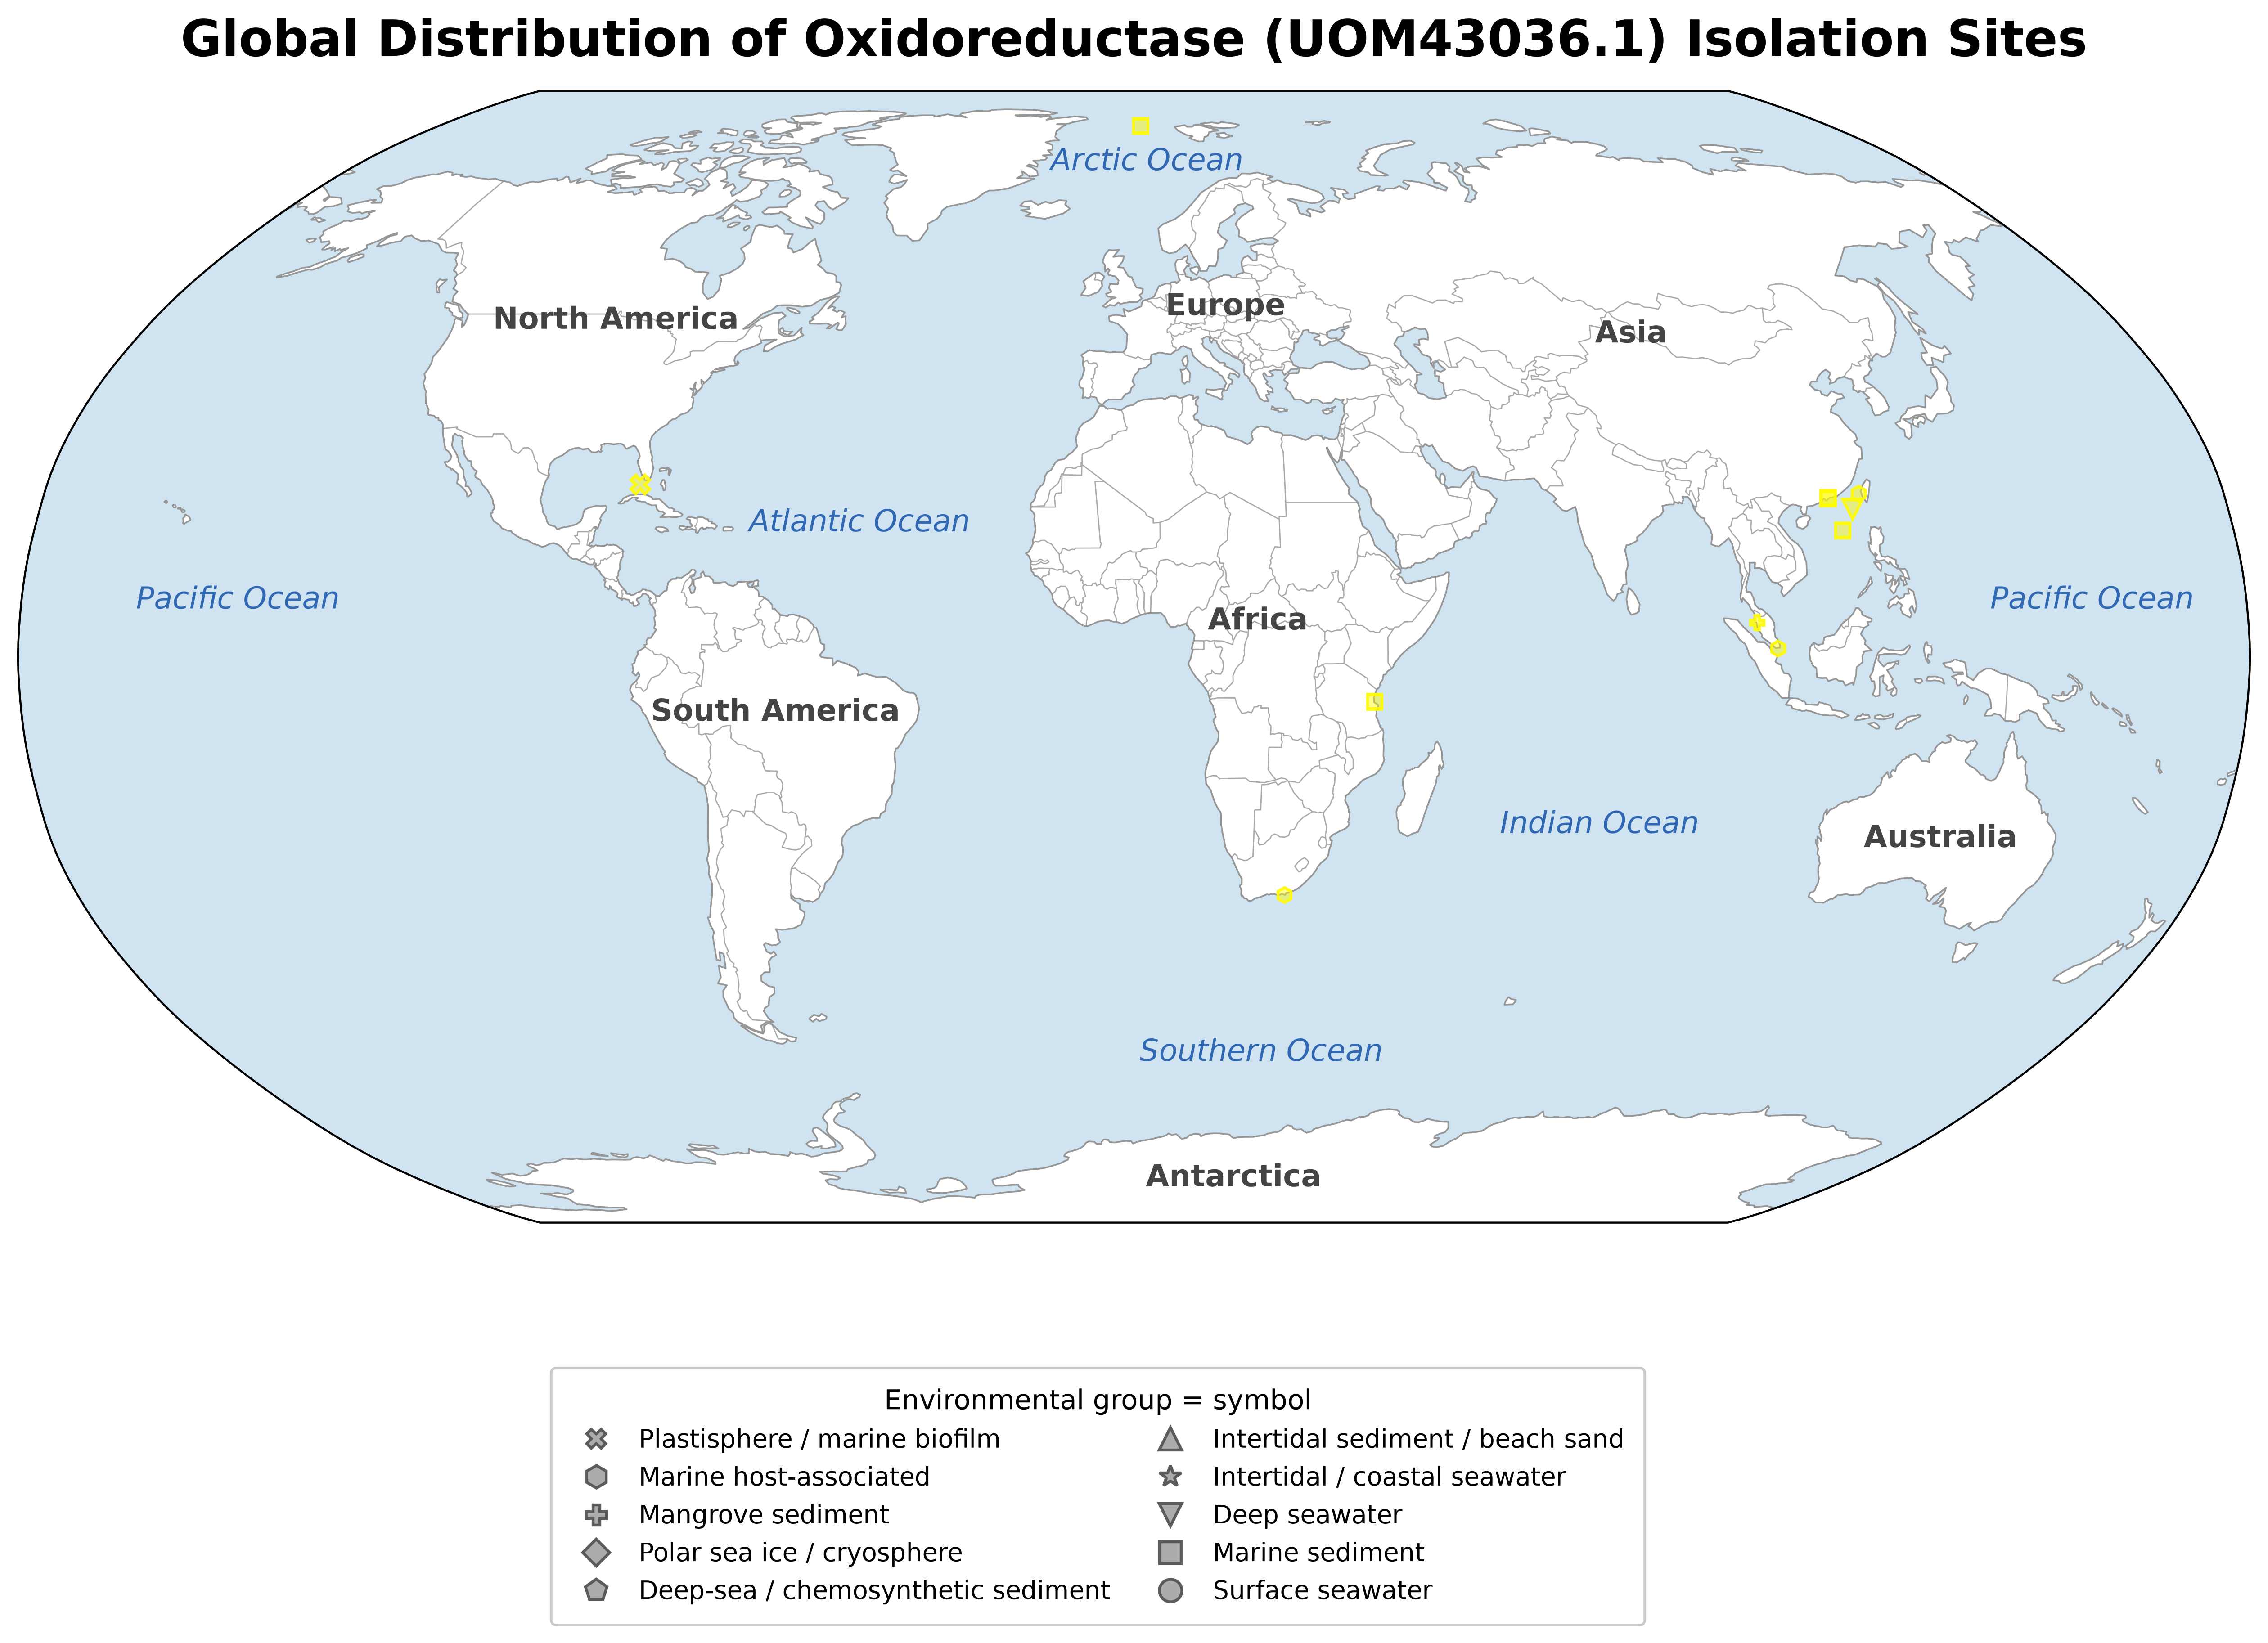 Global Distribution of Oxidoreductase (UOM43036.1) Isolation Sites
Arctic Ocean
North America
Europe
Asia
Atlantic Ocean
Pacific Ocean
Pacific Ocean
Africa
South America
Indian Ocean
Australia
Southern Ocean
Antarctica
Environmental group = symbol
Plastisphere / marine biofilm
Marine host-associated
Mangrove sediment
Polar sea ice / cryosphere
Deep-sea / chemosynthetic sediment
Intertidal sediment / beach sand
Intertidal / coastal seawater
Deep seawater
Marine sediment
Surface seawater